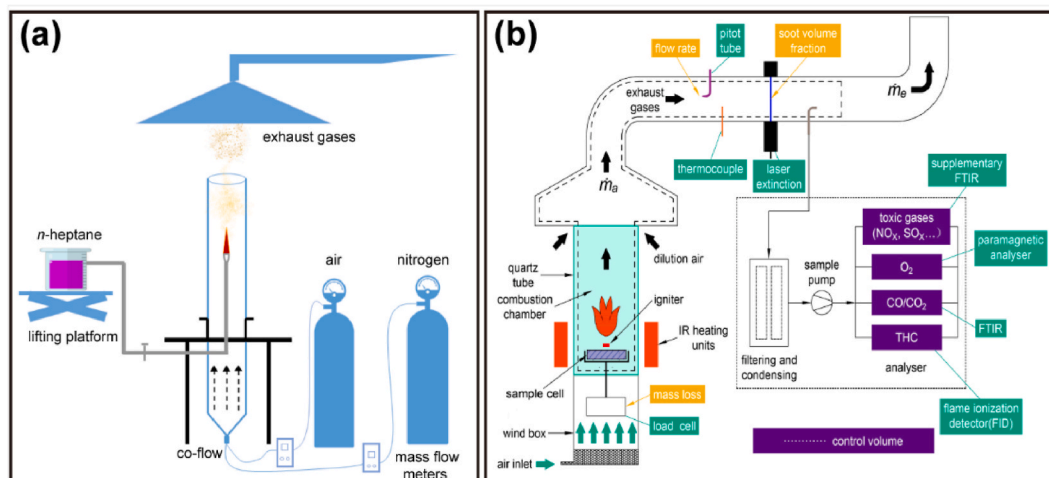 (a)
exhaust gases
n-heptane
lifting platform
air
nitrogen
co-flow
mass flow
meters
(b)
flow rate
pitot
tube
soot volume
fraction
exhaust
gases
ṁe
thermocouple
laser
extinction
ṁa
supplementary
FTIR
toxic gases
(NOX, SOX...)
paramagnetic
analyser
O2
CO/CO2
FTIR
THC
analyser
sample
pump
filtering and
condensing
flame ionization
detector(FID)
control volume
dilution air
quartz
tube
combustion
chamber
igniter
IR heating
units
sample cell
mass loss
load cell
wind box
air inlet